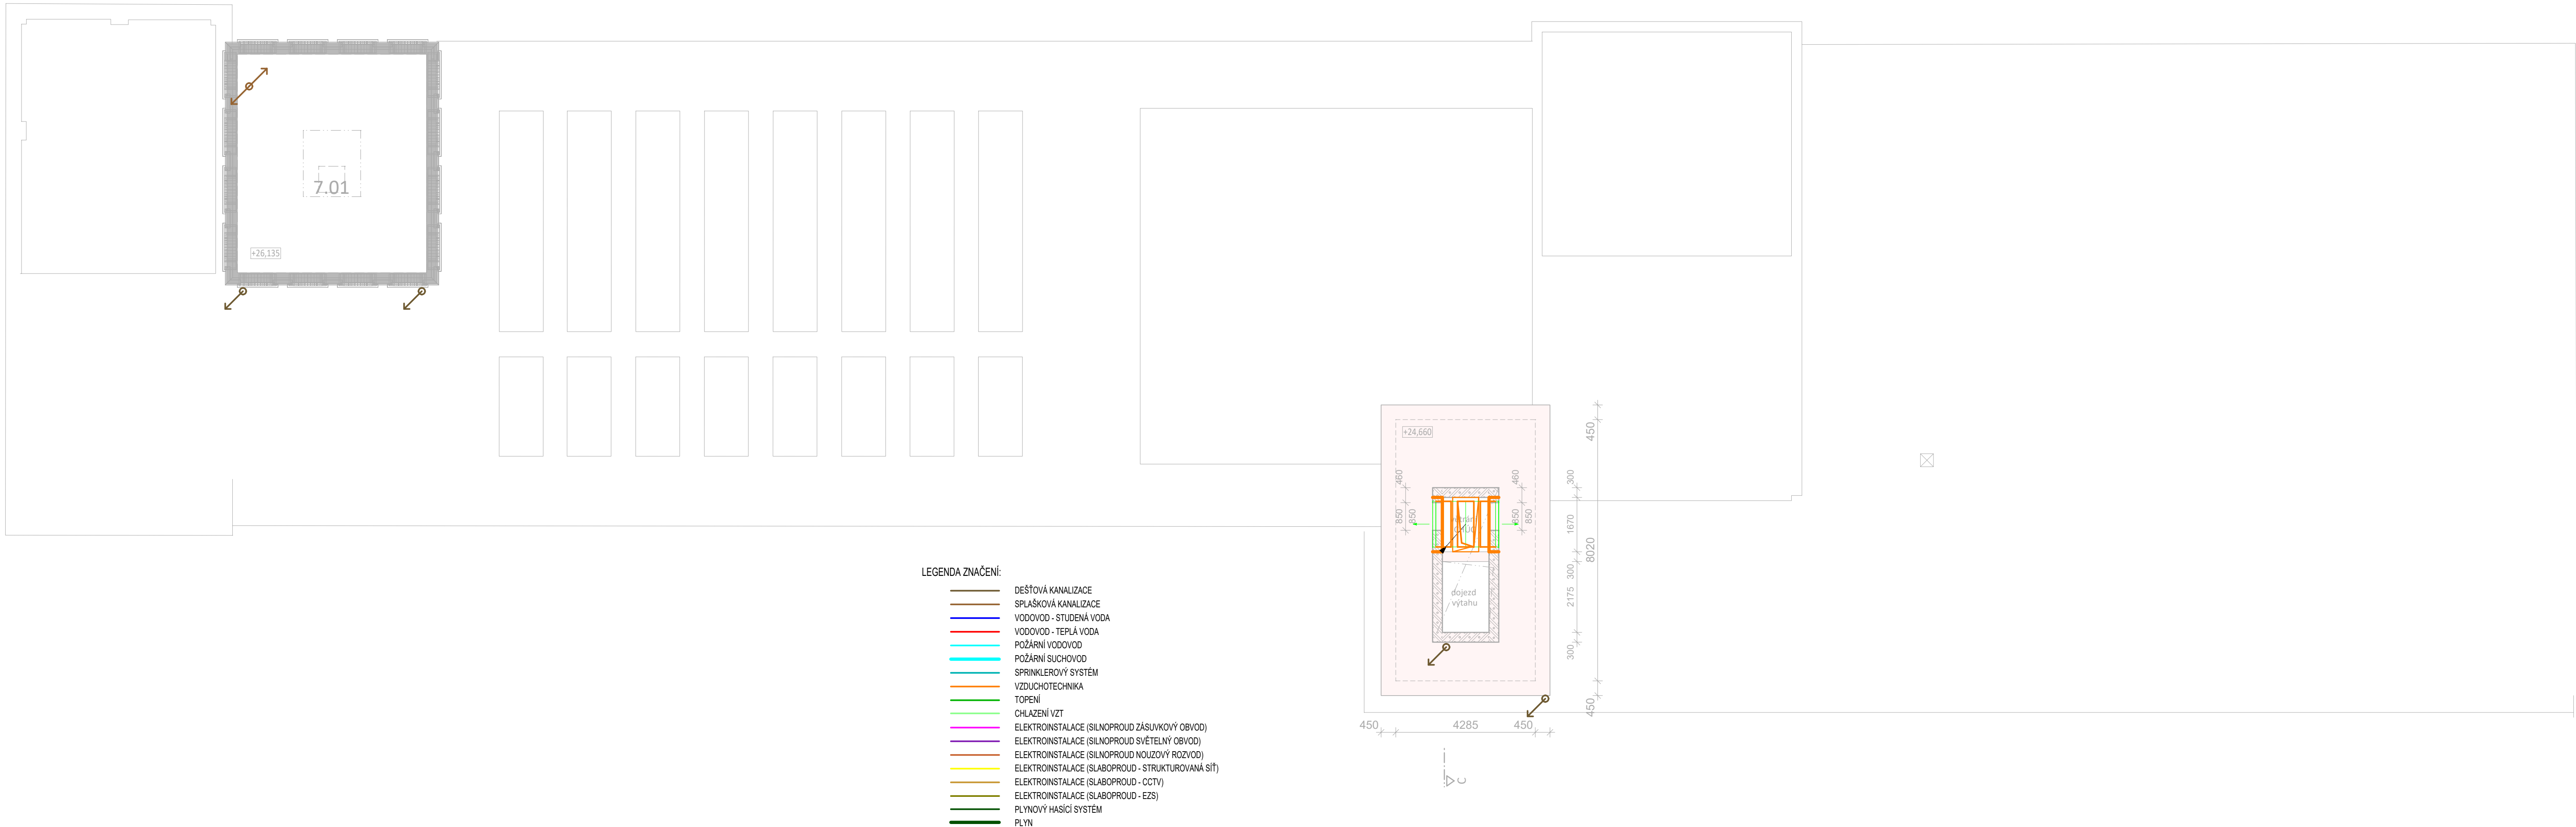 7.01
+26,135
+24,660
450
460
460
300
850
850
850
850
1670
8020
300
dojezd
výtahu
2175
300
450
450
4285
450
C
LEGENDA ZNAČENÍ:
DEŠŤOVÁ KANALIZACE
SPLAŠKOVÁ KANALIZACE
VODOVOD - STUDENÁ VODA
VODOVOD - TEPLÁ VODA
POŽÁRNÍ VODOVOD
POŽÁRNÍ SUCHOVOD
SPRINKLEROVÝ SYSTÉM
VZDUCHOTECHNIKA
TOPENÍ
CHLAZENÍ VZT
ELEKTROINSTALACE (SILNOPROUD ZÁSUVKOVÝ OBVOD)
ELEKTROINSTALACE (SILNOPROUD SVĚTELNÝ OBVOD)
ELEKTROINSTALACE (SILNOPROUD NOUZOVÝ ROZVOD)
ELEKTROINSTALACE (SLABOPROUD - STRUKTUROVANÁ SÍŤ)
ELEKTROINSTALACE (SLABOPROUD - CCTV)
ELEKTROINSTALACE (SLABOPROUD - EZS)
PLYNOVÝ HASÍCÍ SYSTÉM
PLYN